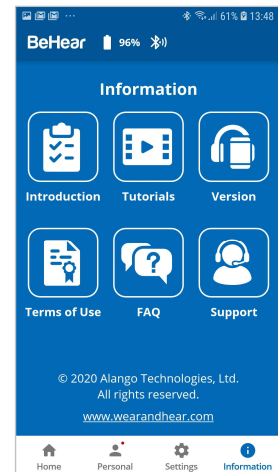 61% 13:48
BeHear 96%
Information
Introduction Tutorials Version
Terms of Use FAQ Support
© 2020 Alango Technologies, Ltd.
All rights reserved.
www.wearandhear.com
Home Personal Settings Information